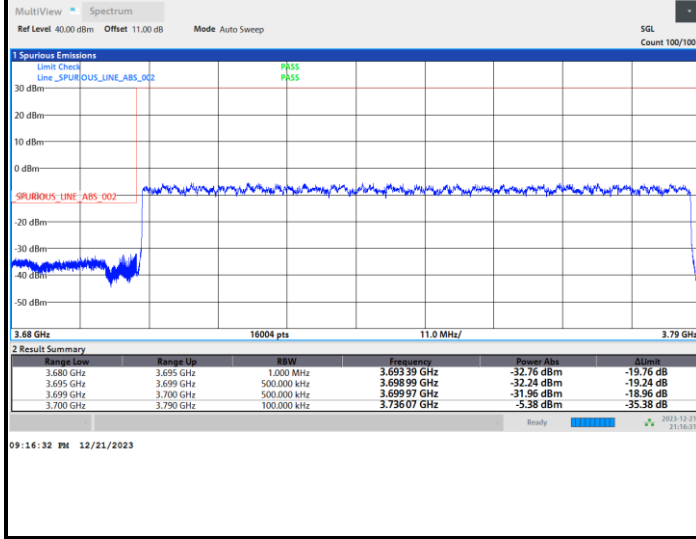 MultiView Spectrum
Ref Level 40.00 dBm Offset 11.00 dB Mode Auto Sweep SGL
Count 100/100
1 Spurious Emissions
Limit Check PASS
Line _SPURIOUS_LINE_ABS_002 PASS
30 dBm
20 dBm
10 dBm
0 dBm
_SPURIOUS_LINE_ABS_002
-20 dBm
-30 dBm
-40 dBm
-50 dBm
3.68 GHz 16004 pts 11.0 MHz/ 3.79 GHz
2 Result Summary
Range Low Range Up RBW Frequency Power Abs ΔLimit
3.680 GHz 3.695 GHz 1.000 MHz 3.693 39 GHz -32.76 dBm -19.76 dB
3.695 GHz 3.699 GHz 500.000 kHz 3.698 99 GHz -32.24 dBm -19.24 dB
3.699 GHz 3.700 GHz 500.000 kHz 3.699 97 GHz -31.96 dBm -18.96 dB
3.700 GHz 3.790 GHz 100.000 kHz 3.736 07 GHz -5.38 dBm -35.38 dB
Ready 2023-12-21
21:16:31
09:16:32 PM 12/21/2023